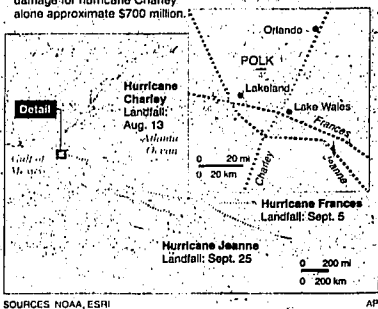 damage for hurricane Charley
alone approximate $700 million.
Orlando
POLK
Lakeland
Lake Wales
Frances
Charley
Jeanne
0 20 mi
0 20 km
Hurricane
Charley
Landfall:
Aug. 13
Detail
Atlantic
Ocean
Gulf of
Mexico
Hurricane Frances
Landfall: Sept. 5
Hurricane Jeanne
Landfall: Sept. 25
0 200 mi
0 200 km
SOURCES NOAA, ESRI
AP